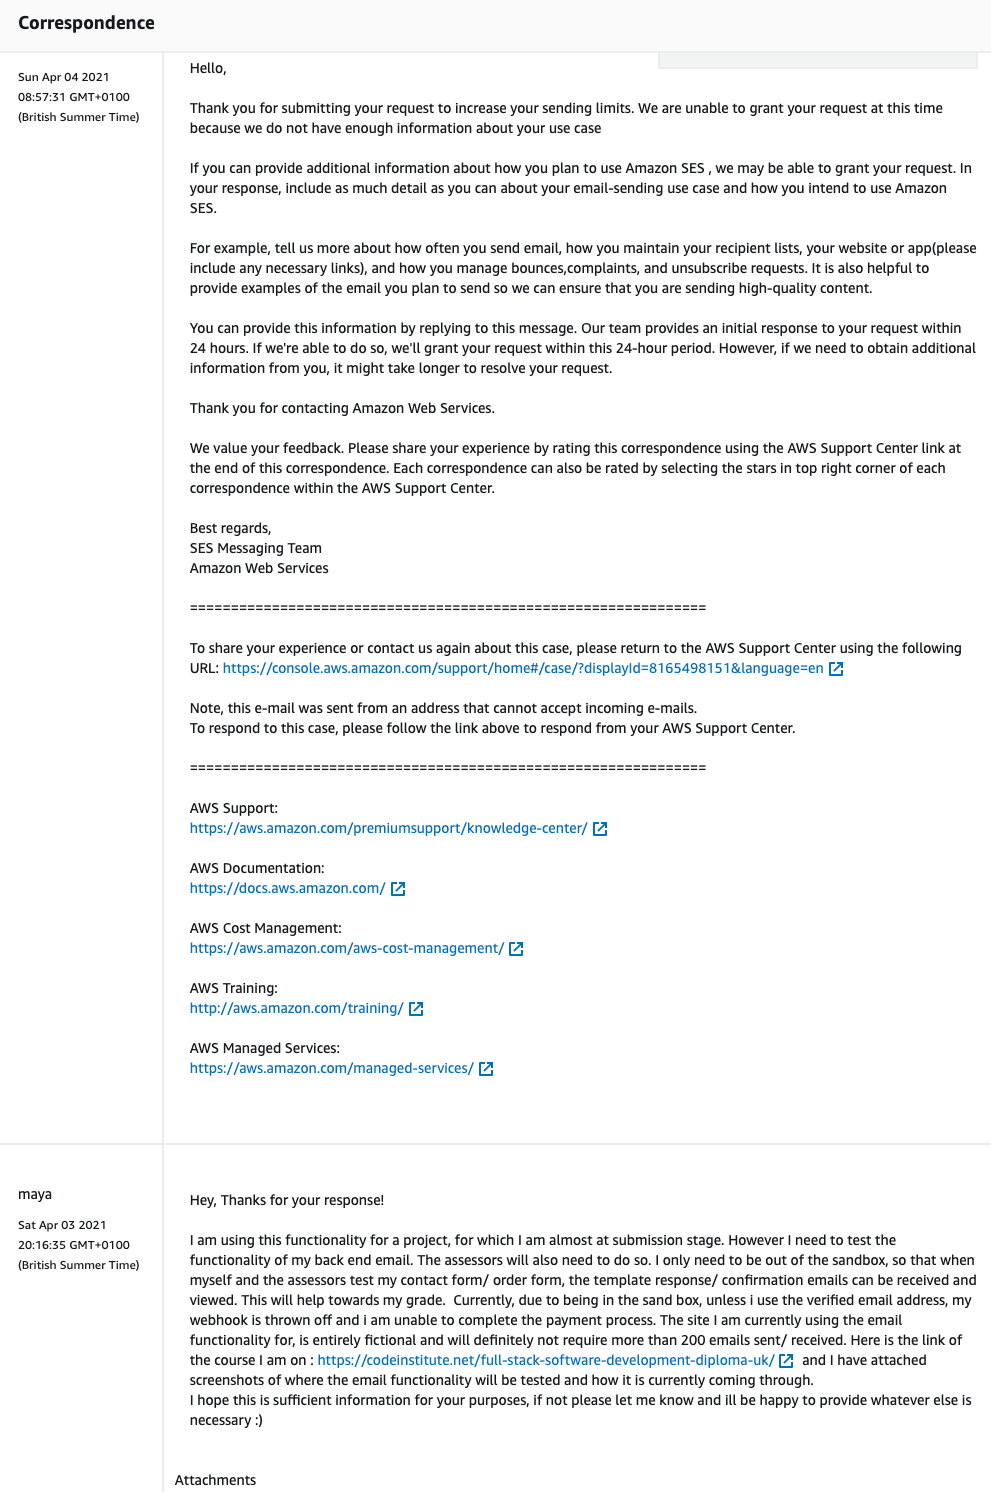 Correspondence
Sun Apr 04 2021
08:57:31 GMT+0100
(British Summer Time)
Hello,
Thank you for submitting your request to increase your sending limits. We are unable to grant your request at this time
because we do not have enough information about your use case
If you can provide additional information about how you plan to use Amazon SES , we may be able to grant your request. In
your response, include as much detail as you can about your email-sending use case and how you intend to use Amazon
SES.
For example, tell us more about how often you send email, how you maintain your recipient lists, your website or app(please
include any necessary links), and how you manage bounces,complaints, and unsubscribe requests. It is also helpful to
provide examples of the email you plan to send so we can ensure that you are sending high-quality content.
You can provide this information by replying to this message. Our team provides an initial response to your request within
24 hours. If we're able to do so, we'll grant your request within this 24-hour period. However, if we need to obtain additional
information from you, it might take longer to resolve your request.
Thank you for contacting Amazon Web Services.
We value your feedback. Please share your experience by rating this correspondence using the AWS Support Center link at
the end of this correspondence. Each correspondence can also be rated by selecting the stars in top right corner of each
correspondence within the AWS Support Center.
Best regards,
SES Messaging Team
Amazon Web Services
===============================================================
To share your experience or contact us again about this case, please return to the AWS Support Center using the following
URL: https://console.aws.amazon.com/support/home#/case/?displayId=8165498151&language=en
Note, this e-mail was sent from an address that cannot accept incoming e-mails.
To respond to this case, please follow the link above to respond from your AWS Support Center.
===============================================================
AWS Support:
https://aws.amazon.com/premiumsupport/knowledge-center/
AWS Documentation:
https://docs.aws.amazon.com/
AWS Cost Management:
https://aws.amazon.com/aws-cost-management/
AWS Training:
http://aws.amazon.com/training/
AWS Managed Services:
https://aws.amazon.com/managed-services/
maya
Sat Apr 03 2021
20:16:35 GMT+0100
(British Summer Time)
Hey, Thanks for your response!
I am using this functionality for a project, for which I am almost at submission stage. However I need to test the
functionality of my back end email. The assessors will also need to do so. I only need to be out of the sandbox, so that when
myself and the assessors test my contact form/ order form, the template response/ confirmation emails can be received and
viewed. This will help towards my grade.  Currently, due to being in the sand box, unless i use the verified email address, my
webhook is thrown off and i am unable to complete the payment process. The site I am currently using the email
functionality for, is entirely fictional and will definitely not require more than 200 emails sent/ received. Here is the link of
the course I am on : https://codeinstitute.net/full-stack-software-development-diploma-uk/ and I have attached
screenshots of where the email functionality will be tested and how it is currently coming through.
I hope this is sufficient information for your purposes, if not please let me know and ill be happy to provide whatever else is
necessary :)
Attachments